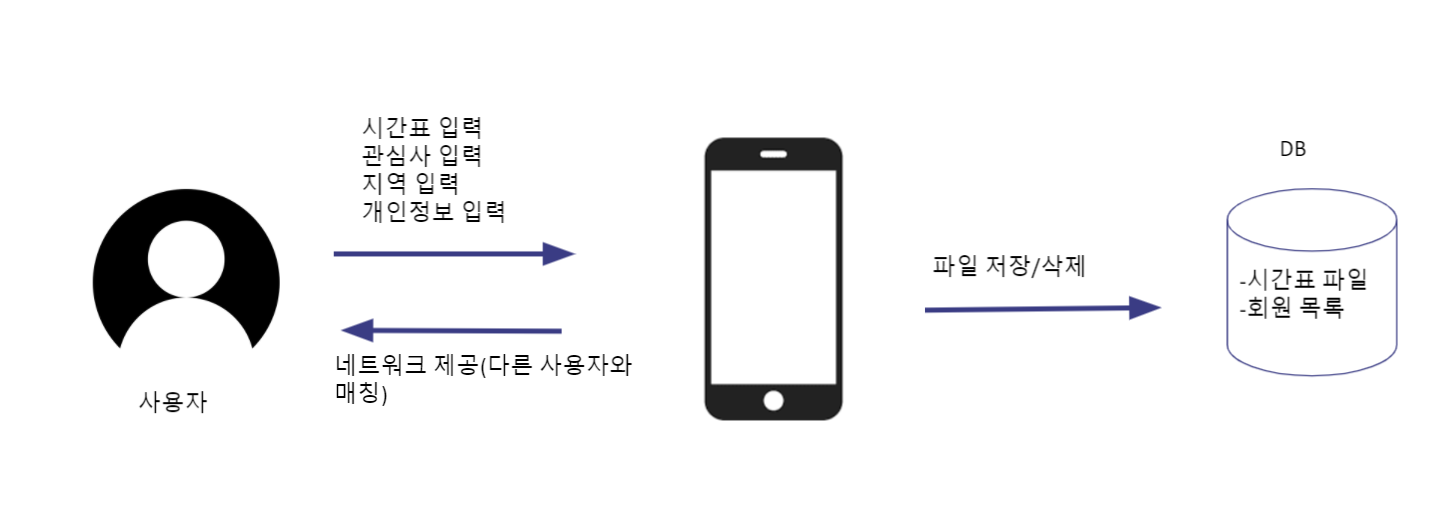 시간표 입력
관심사 입력
지역 입력
개인정보 입력
네트워크 제공(다른 사용자와
매칭)
사용자
파일 저장/삭제
DB
-시간표 파일
-회원 목록